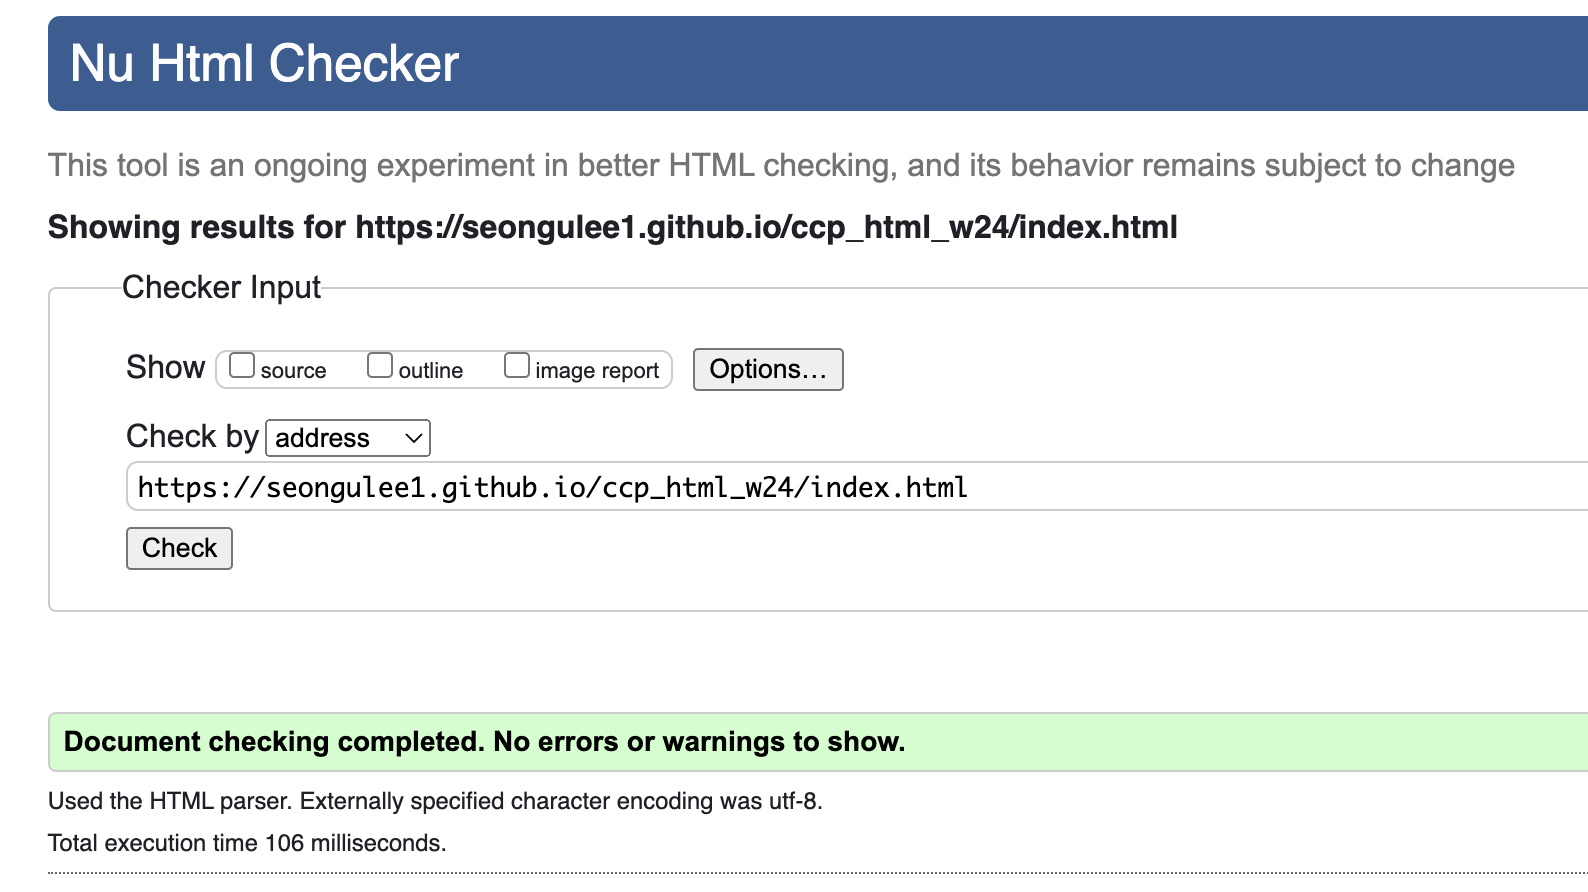 Nu Html Checker
This tool is an ongoing experiment in better HTML checking, and its behavior remains subject to change
Showing results for https://seongulee1.github.io/ccp_html_w24/index.html
Checker Input
Show source outline image report Options...
Check by address
https://seongulee1.github.io/ccp_html_w24/index.html
Check
Document checking completed. No errors or warnings to show.
Used the HTML parser. Externally specified character encoding was utf-8.
Total execution time 106 milliseconds.